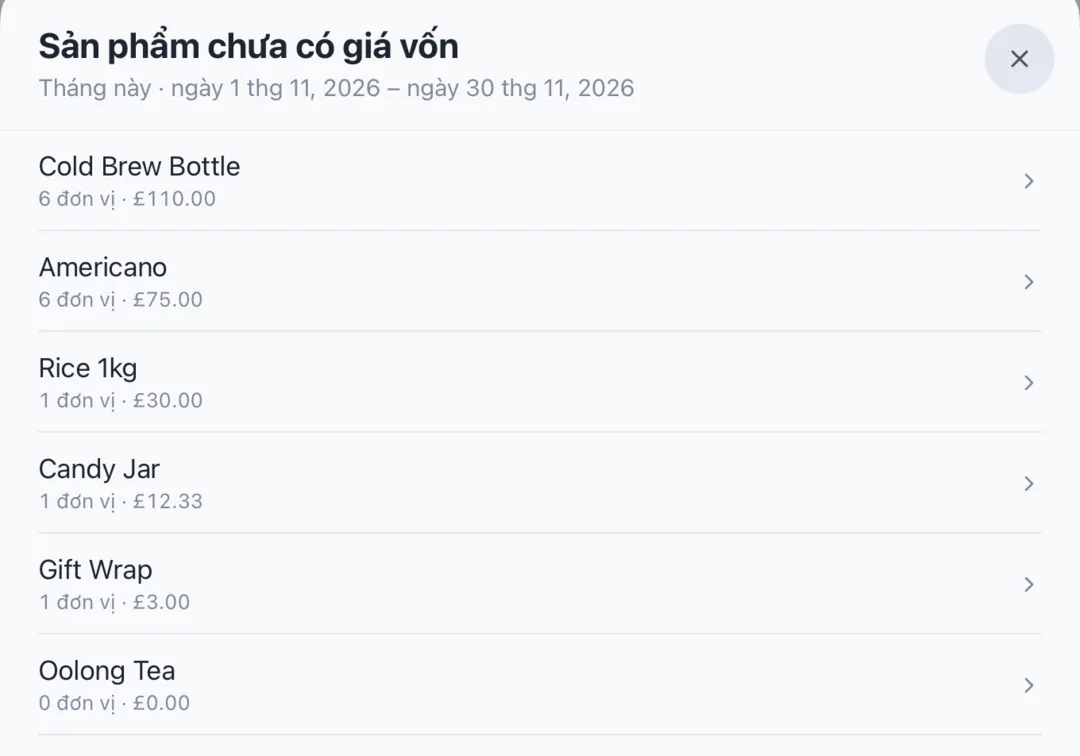 Sản phẩm chưa có giá vốn
Tháng này · ngày 1 thg 11, 2026 – ngày 30 thg 11, 2026
Cold Brew Bottle
6 đơn vị · £110.00
Americano
6 đơn vị · £75.00
Rice 1kg
1 đơn vị · £30.00
Candy Jar
1 đơn vị · £12.33
Gift Wrap
1 đơn vị · £3.00
Oolong Tea
0 đơn vị · £0.00